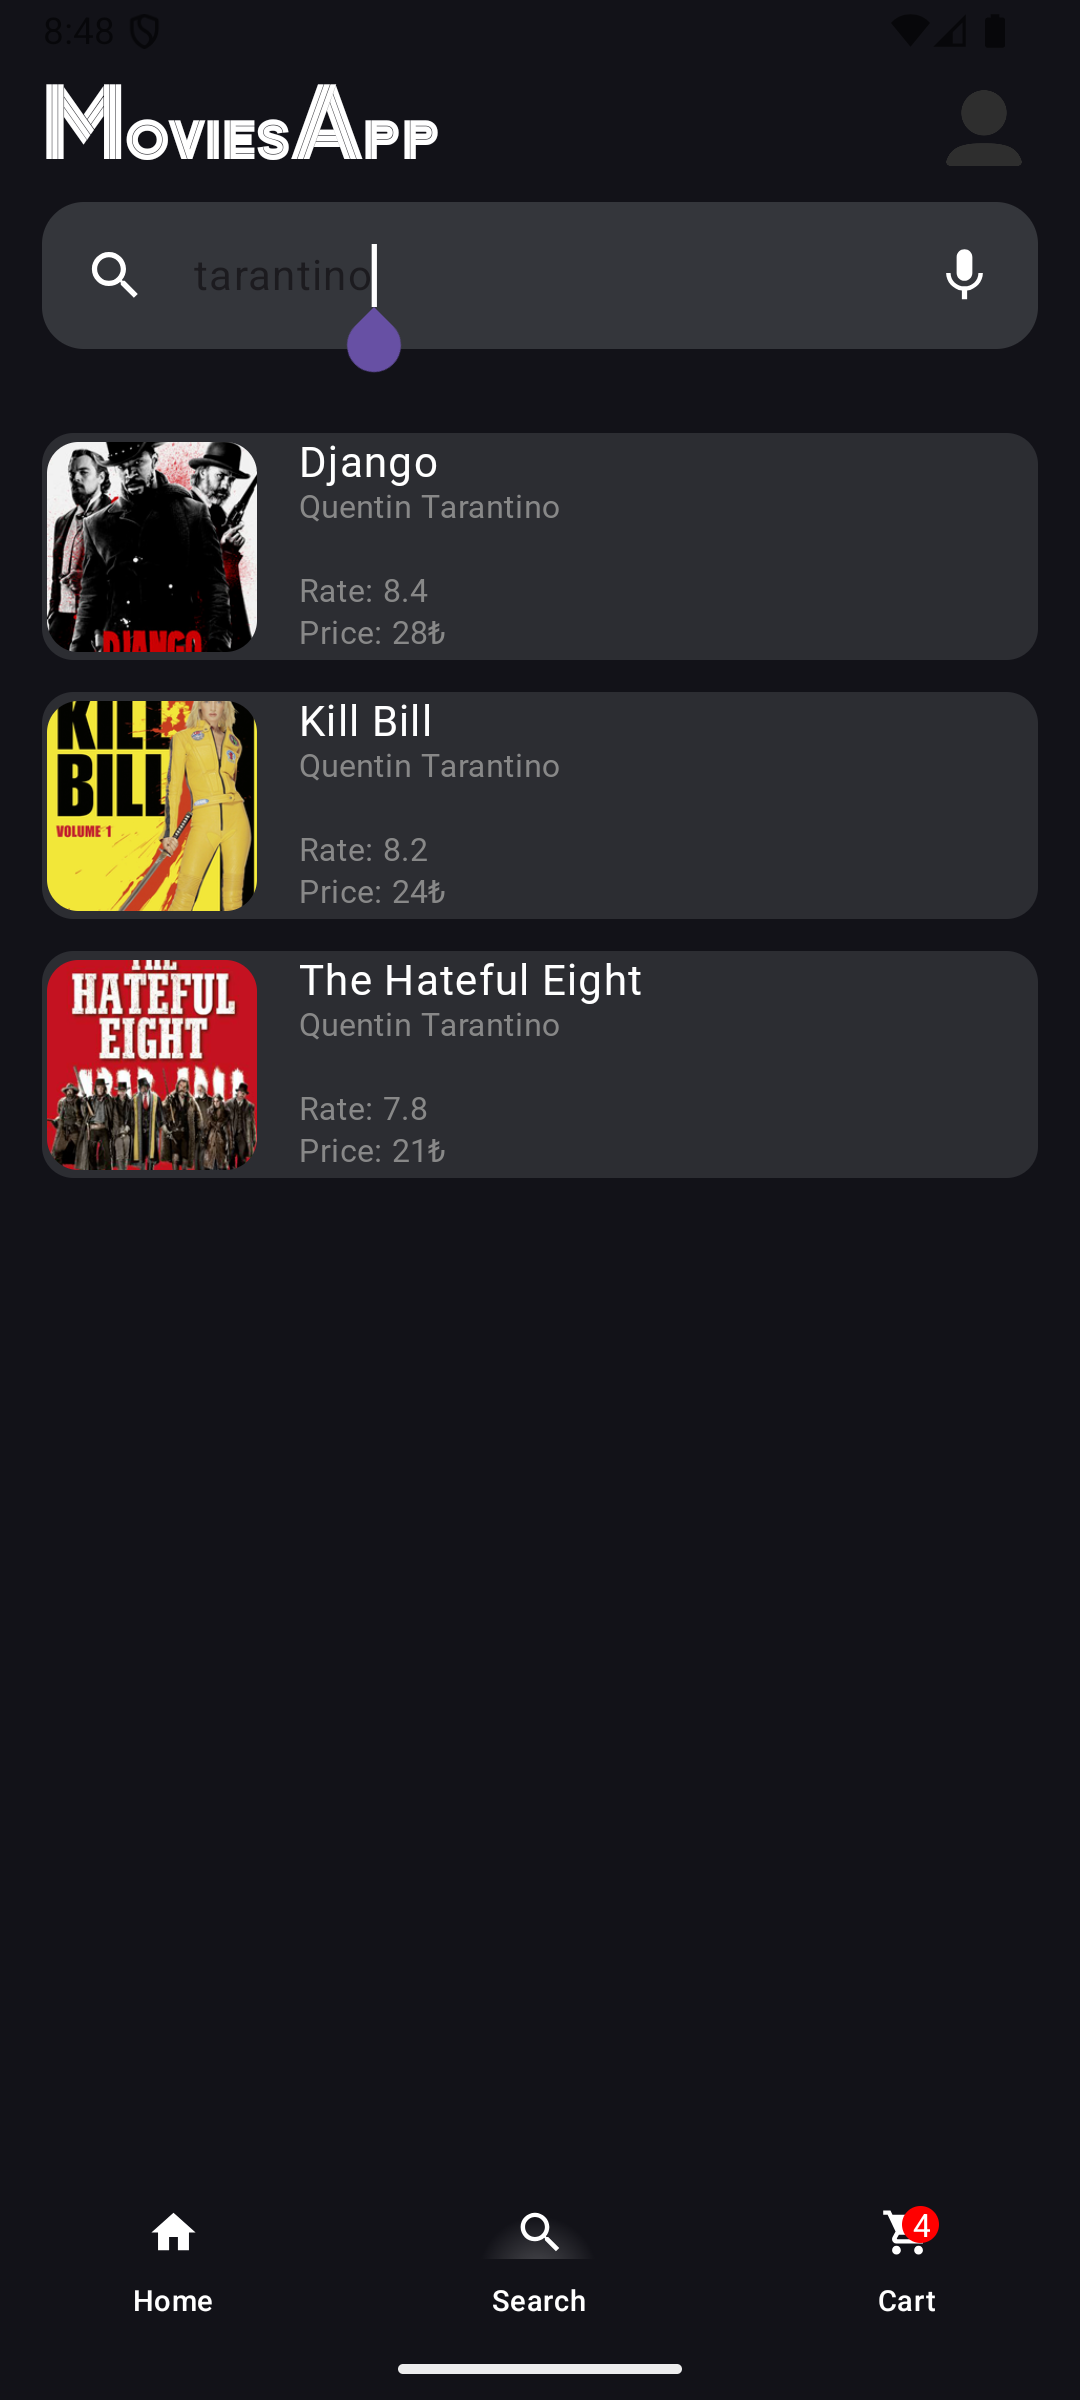 8:48
MoviesApp
tarantino
Django
Quentin Tarantino
Rate: 8.4
Price: 28₺
DJANGO
Kill Bill
Quentin Tarantino
Rate: 8.2
Price: 24₺
KILL
BILL
VOLUME 1
The Hateful Eight
Quentin Tarantino
Rate: 7.8
Price: 21₺
THE
HATEFUL
EIGHT
4
Home
Search
Cart